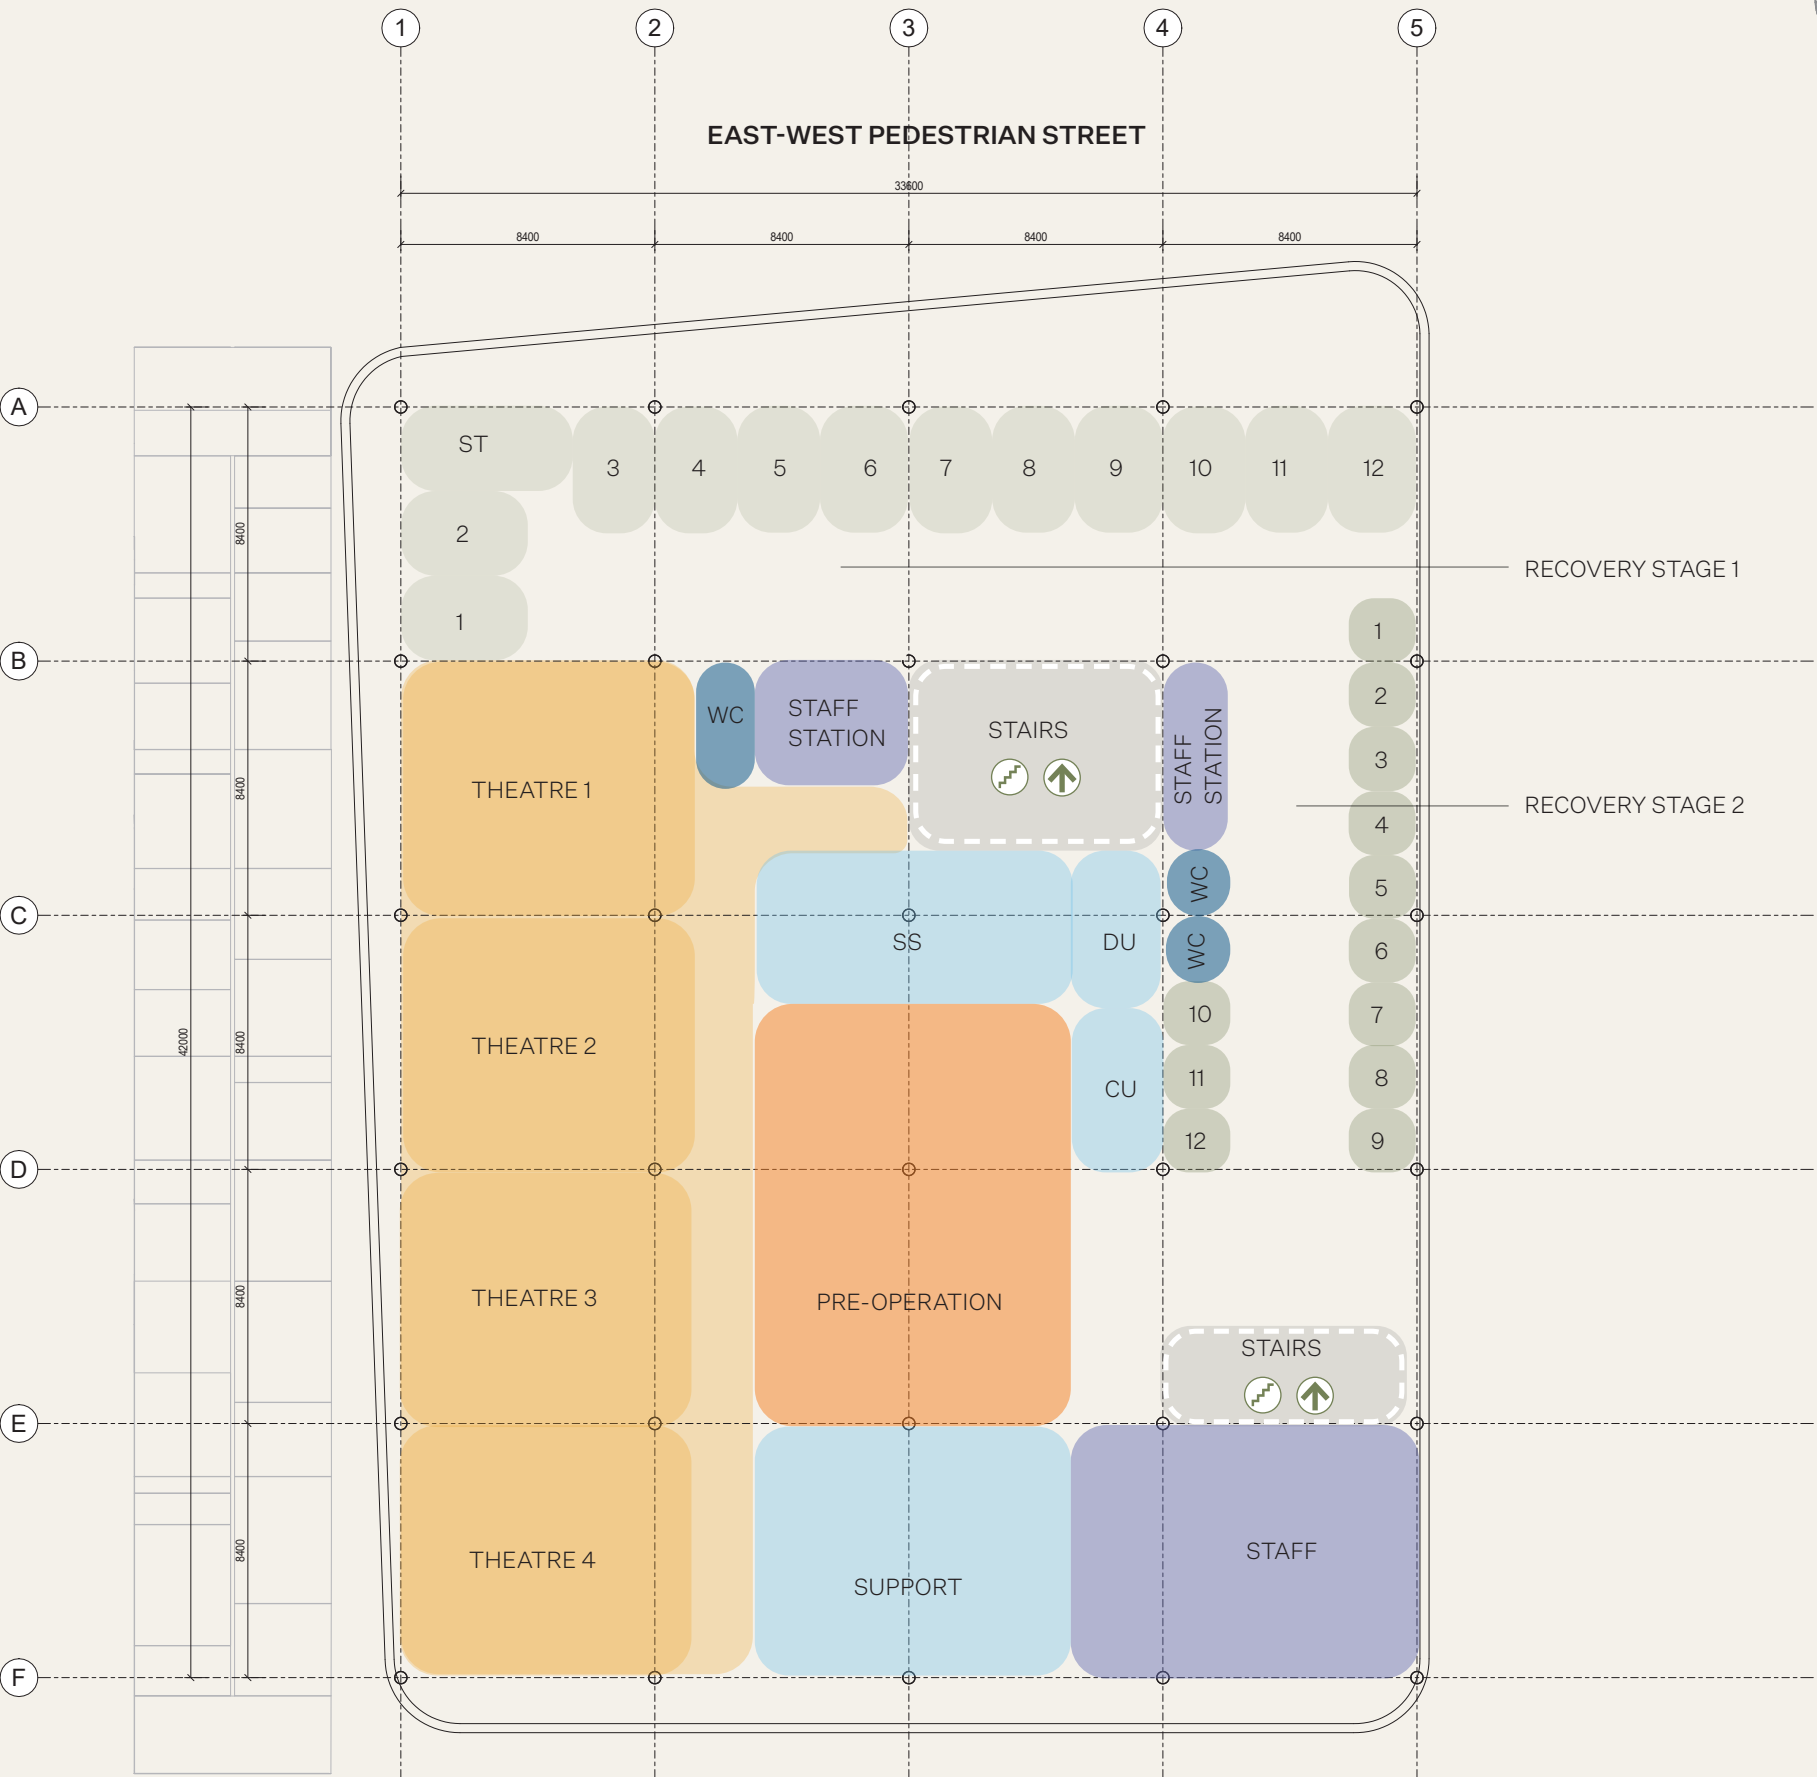 1
2
3
4
5
EAST-WEST PEDESTRIAN STREET
33600
8400
8400
8400
8400
A
ST
3
4
5
6
7
8
9
10
11
12
8400
2
RECOVERY STAGE 1
1
1
B
2
WC
STAFF
STATION
STAIRS
STAFF
STATION
3
8400
THEATRE 1
RECOVERY STAGE 2
4
WC
5
C
SS
DU
WC
6
10
7
42000
8400
THEATRE 2
CU
11
8
12
9
D
8400
THEATRE 3
PRE-OPERATION
STAIRS
E
8400
THEATRE 4
SUPPORT
STAFF
F